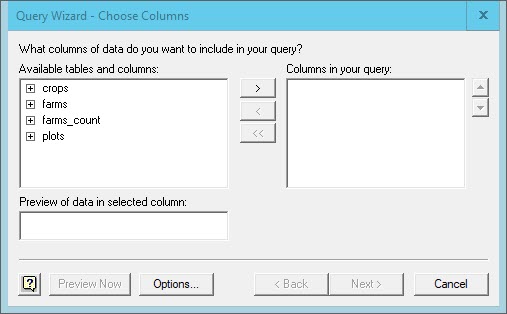 Query Wizard - Choose Columns
X
What columns of data do you want to include in your query?
Available tables and columns:
Columns in your query:
crops
farms
farms_count
plots
>
<
<<
Preview of data in selected column:
?
Preview Now
Options...
< Back
Next >
Cancel